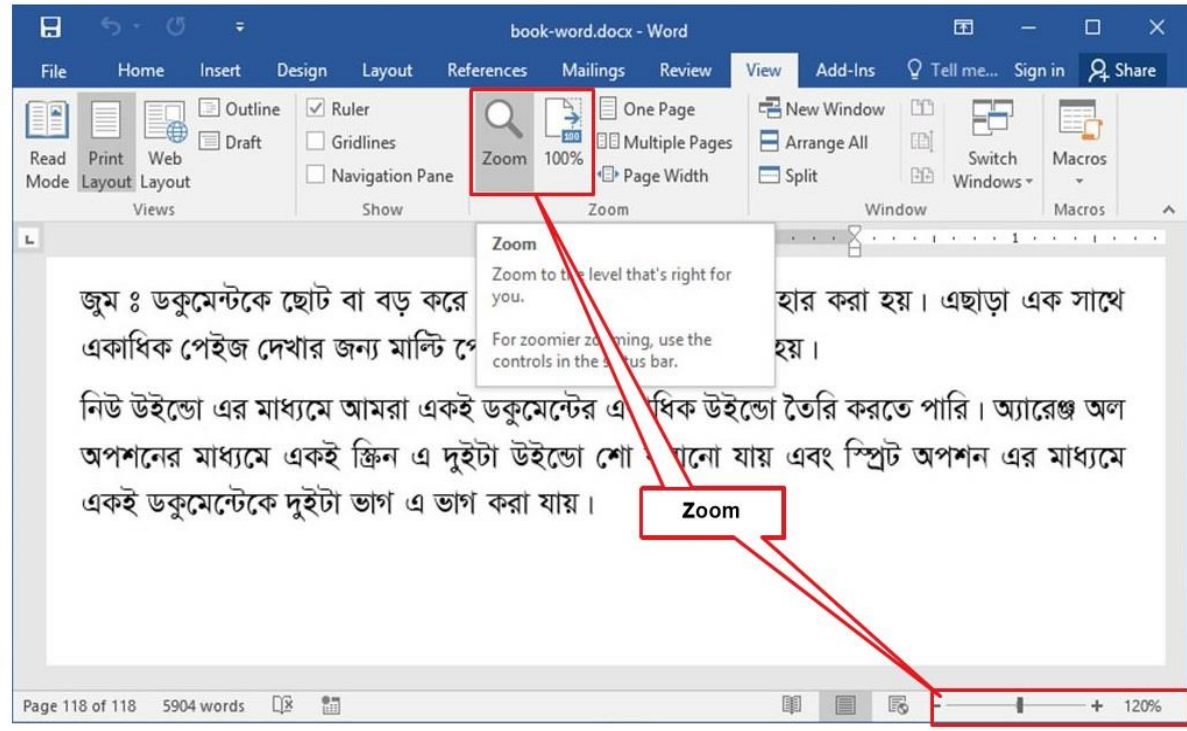 book-word.docx - Word
File Home Insert Design Layout References Mailings Review View Add-Ins Tell me... Sign in Share
Read Mode
Print Layout
Web Layout
Outline
Draft
Views
Ruler
Gridlines
Navigation Pane
Show
Zoom
100
100%
One Page
Multiple Pages
Page Width
Zoom
New Window
Arrange All
Split
Switch Windows
Window
Macros
Macros
L
1
Zoom
Zoom to the level that's right for
you.
For zoomier zooming, use the
controls in the status bar.
জুম ঃ ডকুমেন্টকে ছোট বা বড় করে হার করা হয়। এছাড়া এক সাথে
একাধিক পেইজ দেখার জন্য মাল্টি হয়।
নিউ উইন্ডো এর মাধ্যমে আমরা একই ডকুমেন্টের উইন্ডো তৈরি করতে পারি। অ্যারেঞ্জ অল
অপশনের মাধ্যমে একই স্ক্রিন এ দুইটা উইন্ডো শো যায় এবং স্প্রিট অপশন এর মাধ্যমে
একই ডকুমেন্টেকে দুইটা ভাগ এ ভাগ করা যায়।
Zoom
Page 118 of 118 5904 words 120%